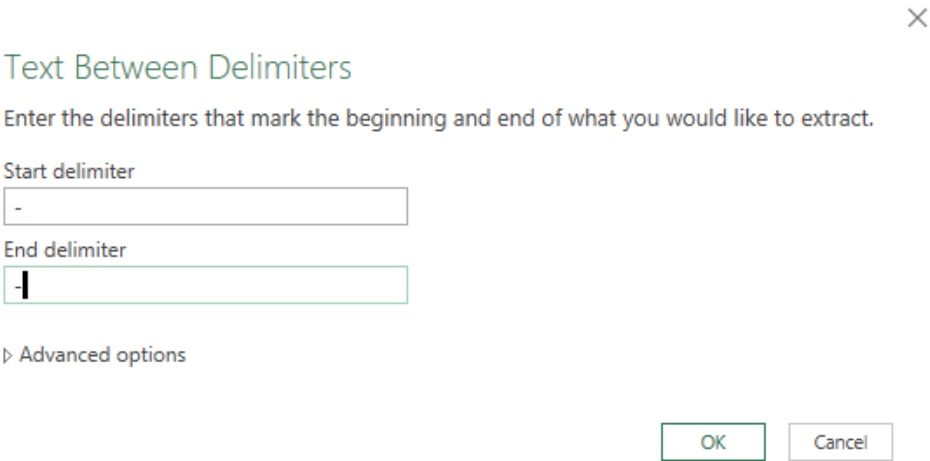 Text Between Delimiters
Enter the delimiters that mark the beginning and end of what you would like to extract.
Start delimiter
-
End delimiter
-
Advanced options
OK Cancel